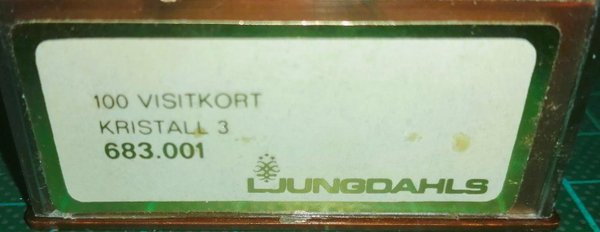 100 VISITKORT
KRISTALL 3
683.001
LJUNGDAHLS